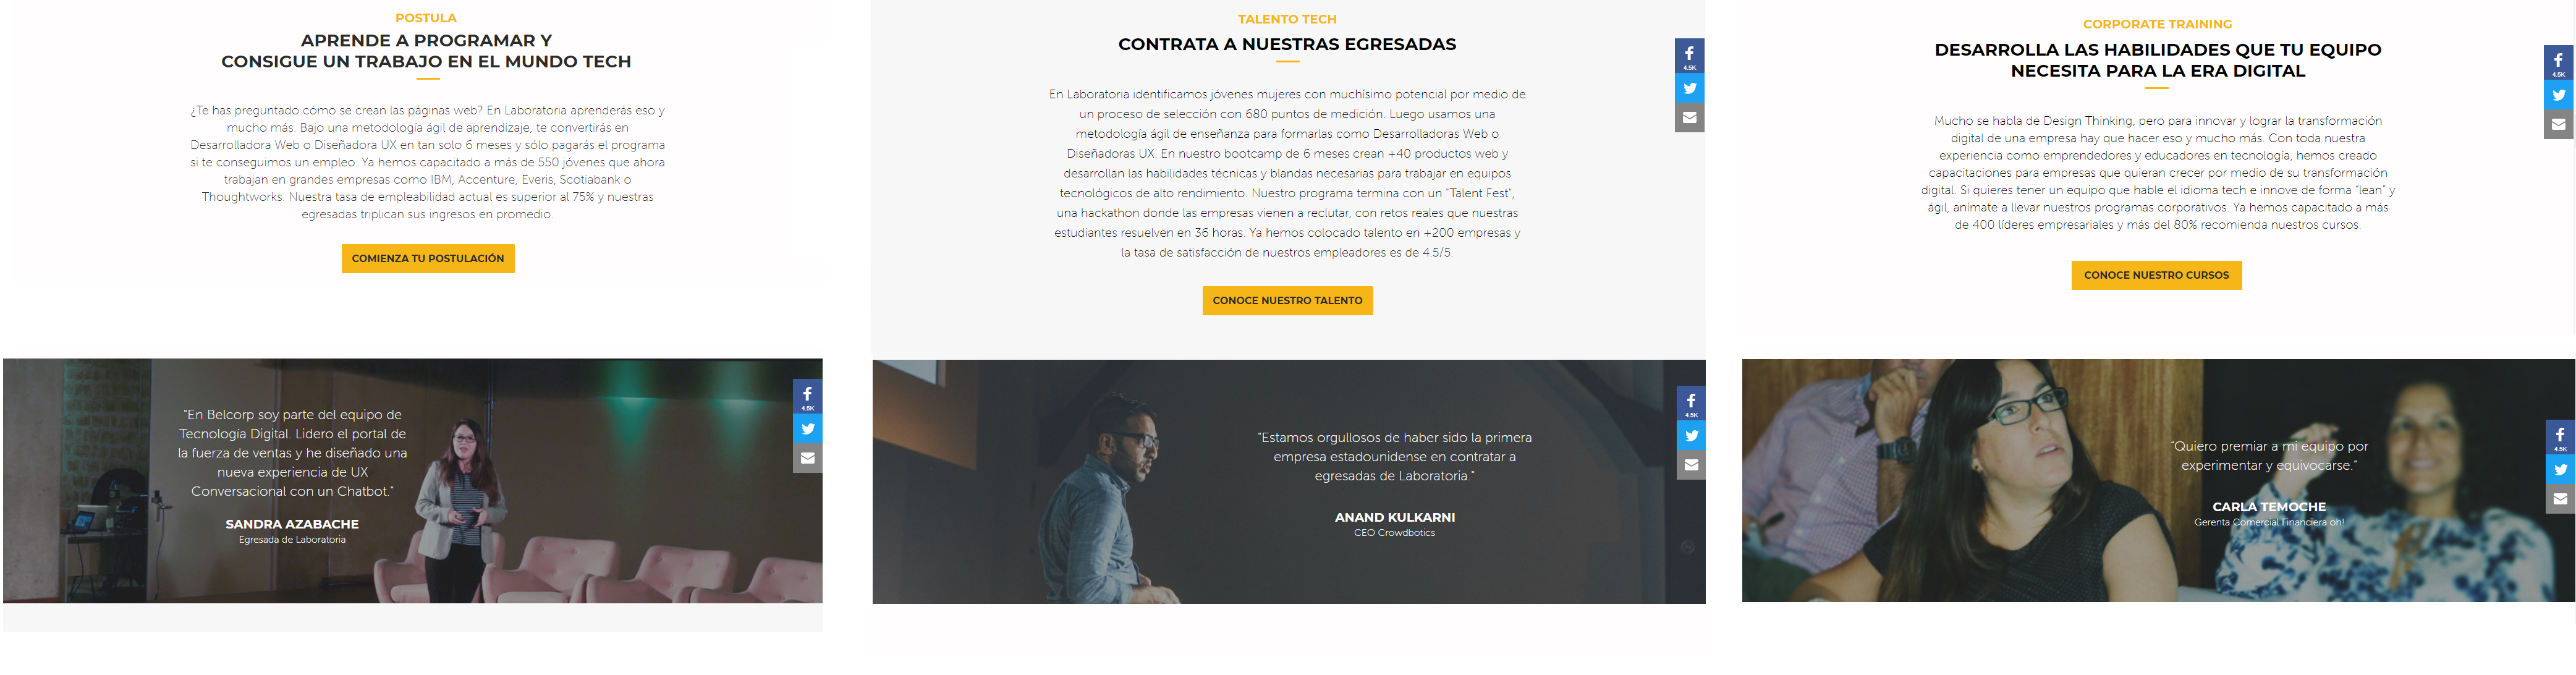 POSTULA
APRENDE A PROGRAMAR Y
CONSIGUE UN TRABAJO EN EL MUNDO TECH
¿Te has preguntado cómo se crean las páginas web? En Laboratoria aprenderás eso y
mucho más. Bajo una metodología ágil de aprendizaje, te convertirás en
Desarrolladora Web o Diseñadora UX en tan solo 6 meses y sólo pagarás el programa
si te conseguimos un empleo. Ya hemos capacitado a más de 550 jóvenes que ahora
trabajan en grandes empresas como IBM, Accenture, Everis, Scotiabank o
Thoughtworks. Nuestra tasa de empleabilidad actual es superior al 75% y nuestras
egresadas triplican sus ingresos en promedio.
COMIENZA TU POSTULACIÓN
"En Belcorp soy parte del equipo de
Tecnología Digital. Lidero el portal de
la fuerza de ventas y he diseñado una
nueva experiencia de UX
Conversacional con un Chatbot."
SANDRA AZABACHE
Egresada de Laboratoria
4.5K
TALENTO TECH
CONTRATA A NUESTRAS EGRESADAS
En Laboratoria identificamos jóvenes mujeres con muchísimo potencial por medio de
un proceso de selección con 680 puntos de medición. Luego usamos una
metodología ágil de enseñanza para formarlas como Desarrolladoras Web o
Diseñadoras UX. En nuestro bootcamp de 6 meses crean +40 productos web y
desarrollan las habilidades técnicas y blandas necesarias para trabajar en equipos
tecnológicos de alto rendimiento. Nuestro programa termina con un "Talent Fest",
una hackathon donde las empresas vienen a reclutar, con retos reales que nuestras
estudiantes resuelven en 36 horas. Ya hemos colocado talento en +200 empresas y
la tasa de satisfacción de nuestros empleadores es de 4.5/5.
CONOCE NUESTRO TALENTO
4.5K
"Estamos orgullosos de haber sido la primera
empresa estadounidense en contratar a
egresadas de Laboratoria."
ANAND KULKARNI
CEO Crowdbotics
4.5K
CORPORATE TRAINING
DESARROLLA LAS HABILIDADES QUE TU EQUIPO
NECESITA PARA LA ERA DIGITAL
Mucho se habla de Design Thinking, pero para innovar y lograr la transformación
digital de una empresa hay que hacer eso y mucho más. Con toda nuestra
experiencia como emprendedores y educadores en tecnología, hemos creado
capacitaciones para empresas que quieran crecer por medio de su transformación
digital. Si quieres tener un equipo que hable el idioma tech e innove de forma "lean" y
ágil, anímate a llevar nuestros programas corporativos. Ya hemos capacitado a más
de 400 líderes empresariales y más del 80% recomienda nuestros cursos.
CONOCE NUESTRO CURSOS
4.5K
"Quiero premiar a mi equipo por
experimentar y equivocarse."
CARLA TEMOCHE
Gerenta Comercial Financiera oh!
4.5K